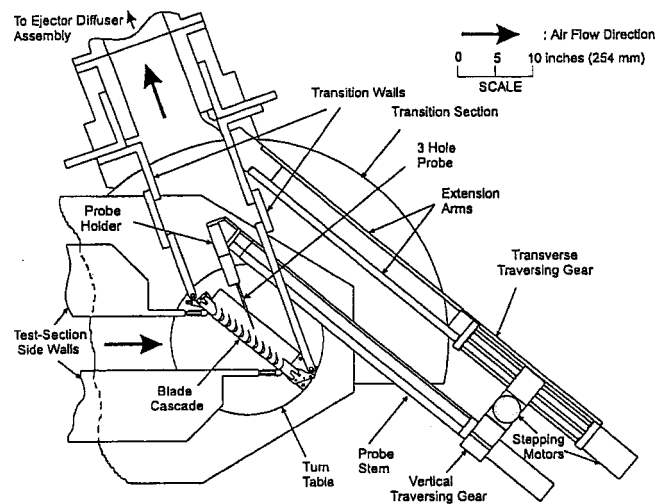 To Ejector Diffuser
Assembly
: Air Flow Direction
0 5 10 inches (254 mm)
SCALE
Transition Walls
Transition Section
3 Hole
Probe
Extension
Arms
Probe
Holder
Transverse
Traversing Gear
Test-Section
Side Walls
Blade
Cascade
Turn
Table
Probe
Stem
Stepping
Motors
Vertical
Traversing Gear